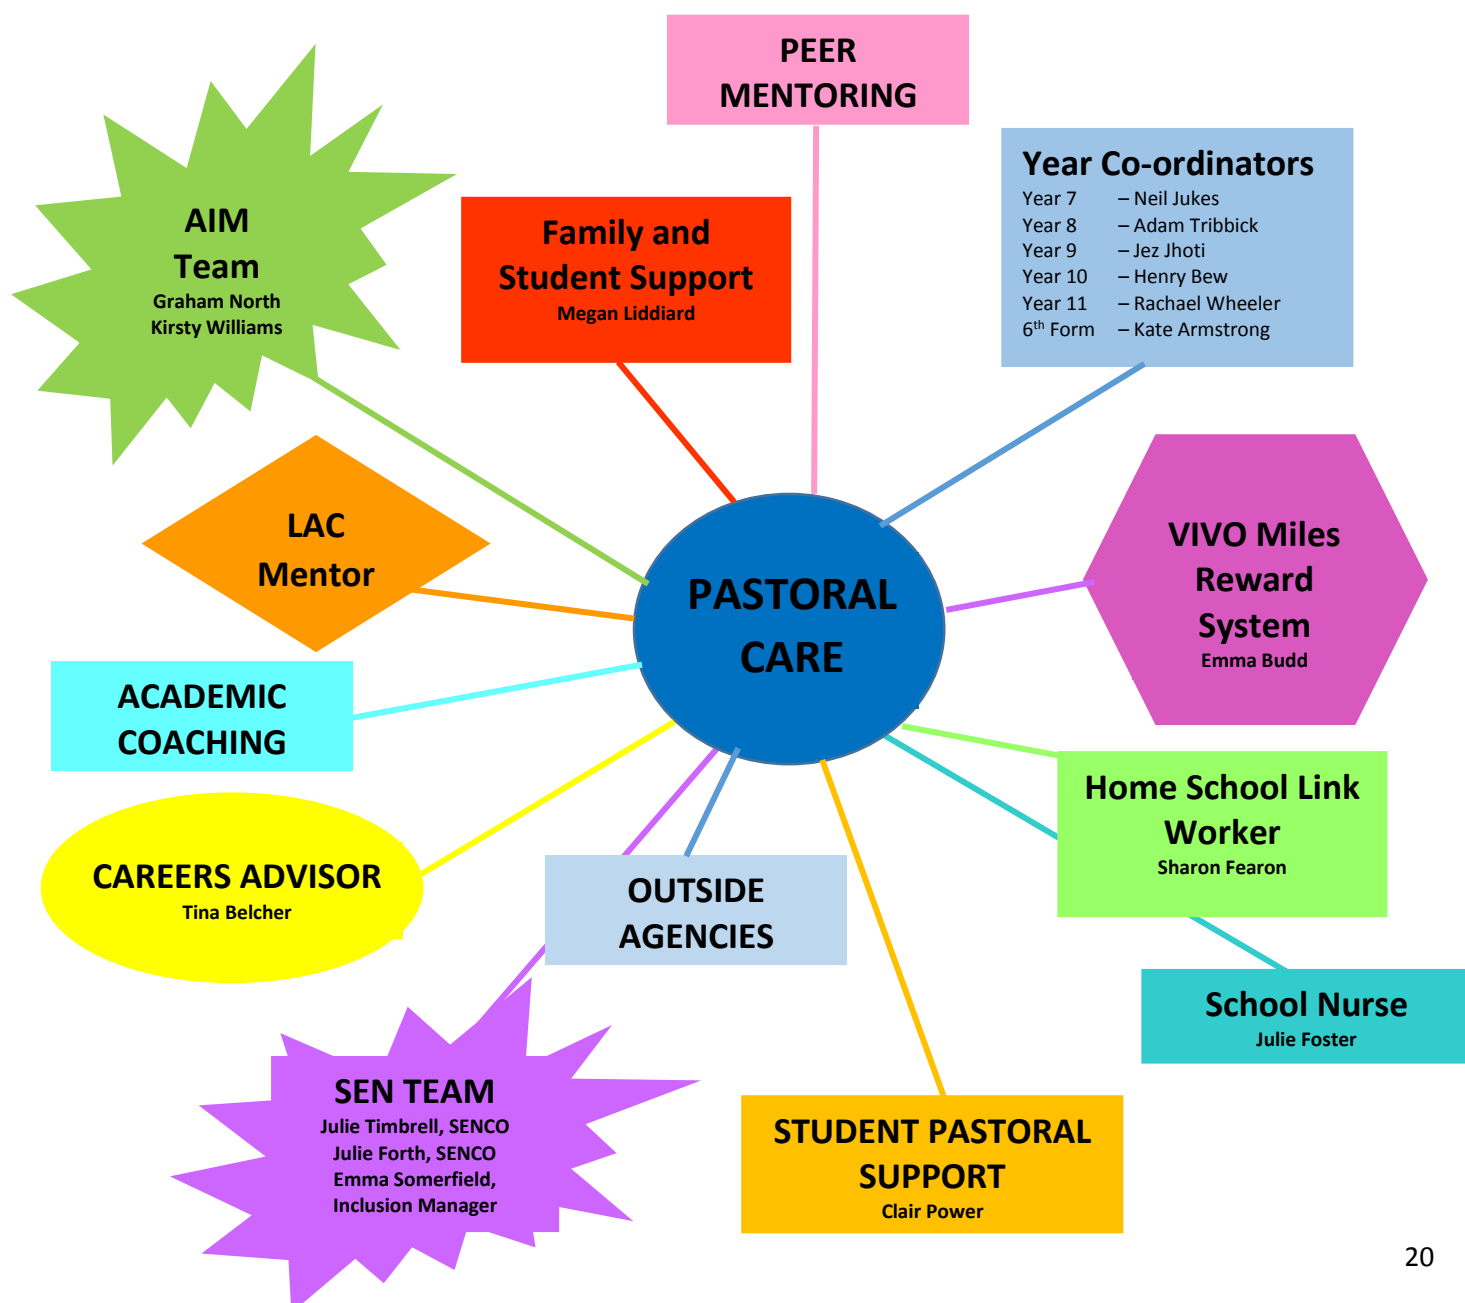 PEER
MENTORING
Year Co-ordinators
Year 7 – Neil Jukes
Year 8 – Adam Tribbick
Year 9 – Jez Jhoti
Year 10 – Henry Bew
Year 11 – Rachael Wheeler
6th Form – Kate Armstrong
AIM
Team
Graham North
Kirsty Williams
Family and
Student Support
Megan Liddiard
LAC
Mentor
PASTORAL
CARE
VIVO Miles
Reward
System
Emma Budd
ACADEMIC
COACHING
Home School Link
Worker
Sharon Fearon
CAREERS ADVISOR
Tina Belcher
OUTSIDE
AGENCIES
School Nurse
Julie Foster
SEN TEAM
Julie Timbrell, SENCO
Julie Forth, SENCO
Emma Somerfield,
Inclusion Manager
STUDENT PASTORAL
SUPPORT
Clair Power
20